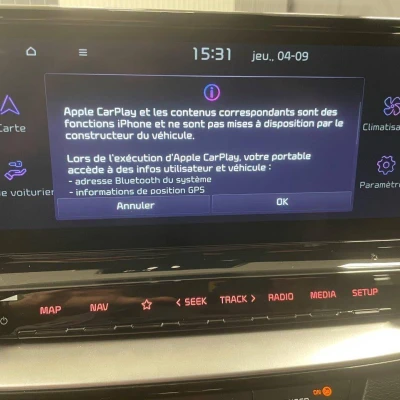 15:31 jeu., 04-09
Apple CarPlay et les contenus correspondants sont des
fonctions iPhone et ne sont pas mises à disposition par le
constructeur du véhicule.
Lors de l'exécution d'Apple CarPlay, votre portable
accède à des infos utilisateur et véhicule :
- adresse Bluetooth du système
- informations de position GPS
Annuler OK
Carte
Climatisa
e voiturier
Paramètr
MAP NAV < SEEK TRACK > RADIO MEDIA SETUP